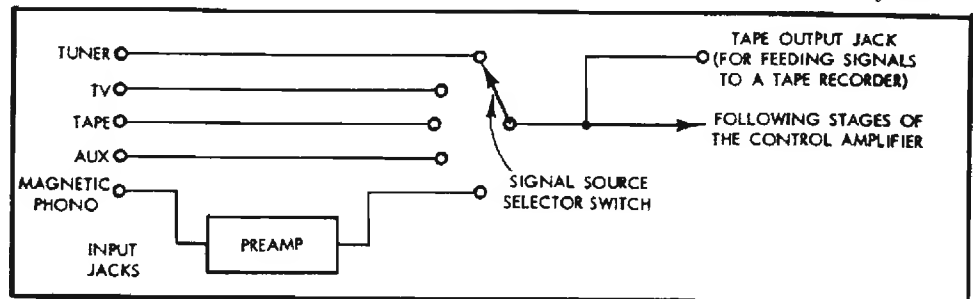 TUNER
TV
TAPE
AUX
MAGNETIC
PHONO
INPUT
JACKS
PREAMP
SIGNAL SOURCE
SELECTOR SWITCH
TAPE OUTPUT JACK
(FOR FEEDING SIGNALS
TO A TAPE RECORDER)
FOLLOWING STAGES OF
THE CONTROL AMPLIFIER